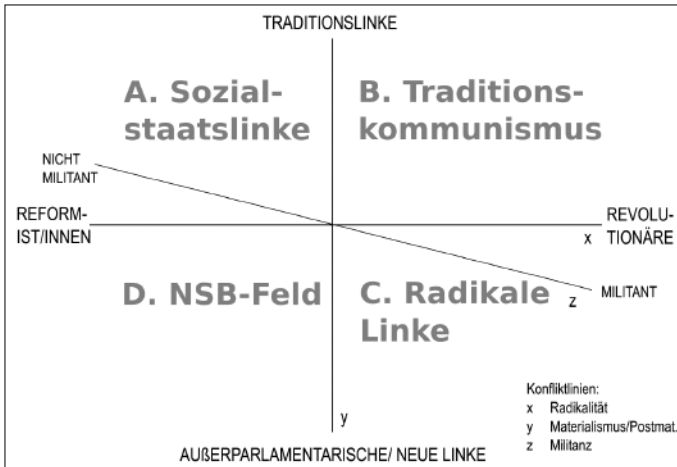 TRADITIONSLINKE
A. Sozial-
staatslinke
B. Traditions-
kommunismus
NICHT
MILITANT
REFORM-
IST/INNEN
REVOLU-
TIONÄRE
x
D. NSB-Feld
C. Radikale
Linke
MILITANT
z
y
Konfliktlinien:
x Radikalität
y Materialismus/Postmat.
z Militanz
AUßERPARLAMENTARISCHE/ NEUE LINKE